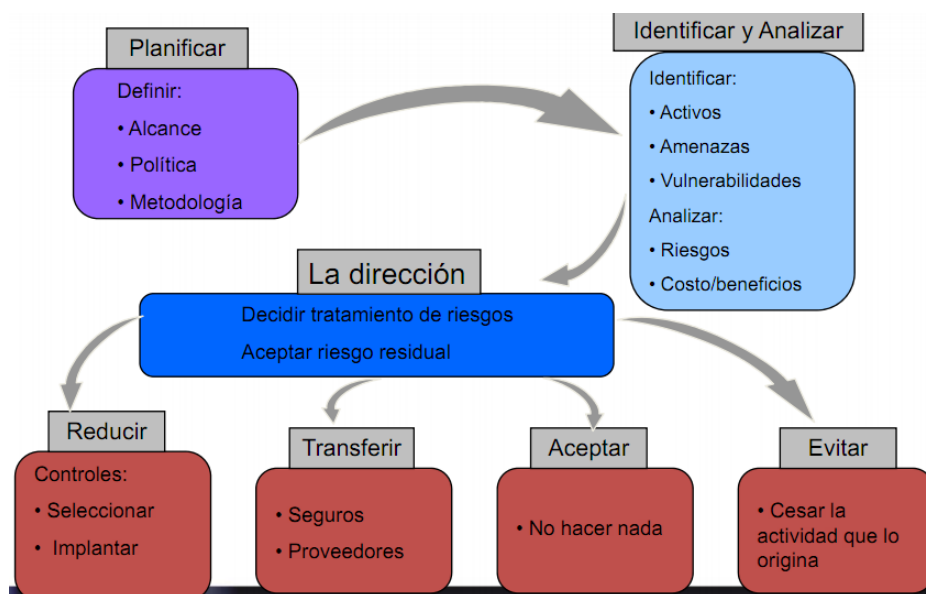 Planificar
Definir:
• Alcance
• Política
• Metodología
Identificar y Analizar
Identificar:
• Activos
• Amenazas
• Vulnerabilidades
Analizar:
• Riesgos
• Costo/beneficios
La dirección
Decidir tratamiento de riesgos
Aceptar riesgo residual
Reducir
Controles:
• Seleccionar
• Implantar
Transferir
• Seguros
• Proveedores
Aceptar
• No hacer nada
Evitar
• Cesar la
actividad que lo
origina